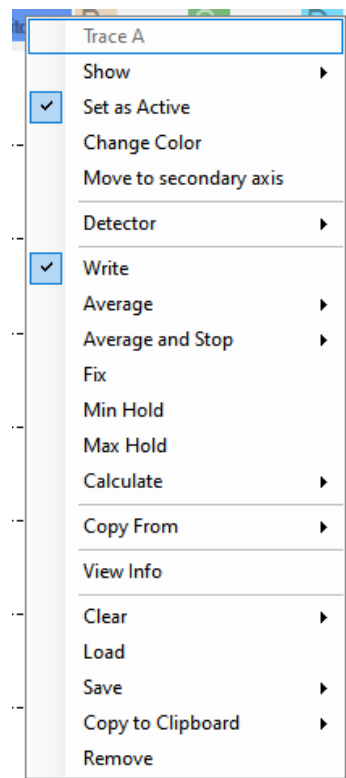 Trace A
Show
Set as Active
Change Color
Move to secondary axis
Detector
Write
Average
Average and Stop
Fix
Min Hold
Max Hold
Calculate
Copy From
View Info
Clear
Load
Save
Copy to Clipboard
Remove